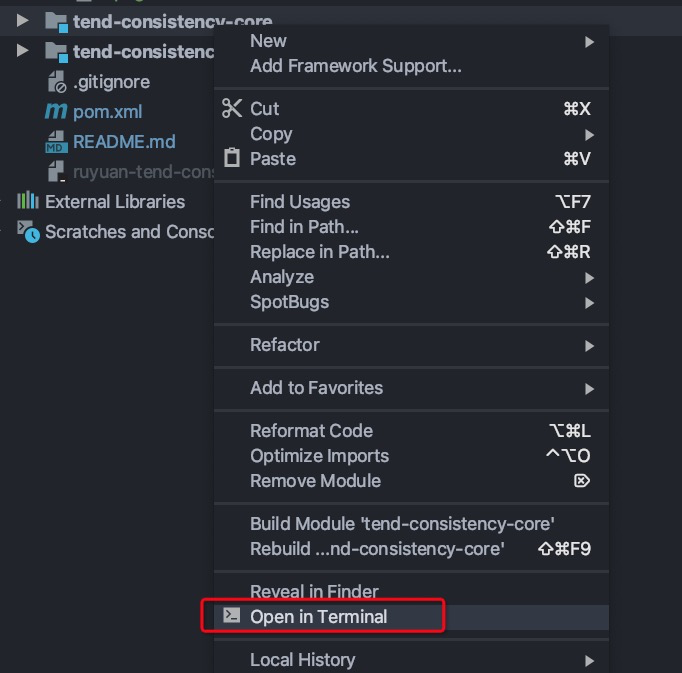 tend-consistency-core
tend-consistenc
.gitignore
pom.xml
README.md
ruyuan-tend-cons
External Libraries
Scratches and Consc
New
Add Framework Support...
Cut ⌘X
Copy
Paste ⌘V
Find Usages ⌥F7
Find in Path... ⇧⌘F
Replace in Path... ⇧⌘R
Analyze
SpotBugs
Refactor
Add to Favorites
Reformat Code ⌥⌘L
Optimize Imports ^⌥O
Remove Module ⌦
Build Module 'tend-consistency-core'
Rebuild ...nd-consistency-core' ⇧⌘F9
Reveal in Finder
Open in Terminal
Local History